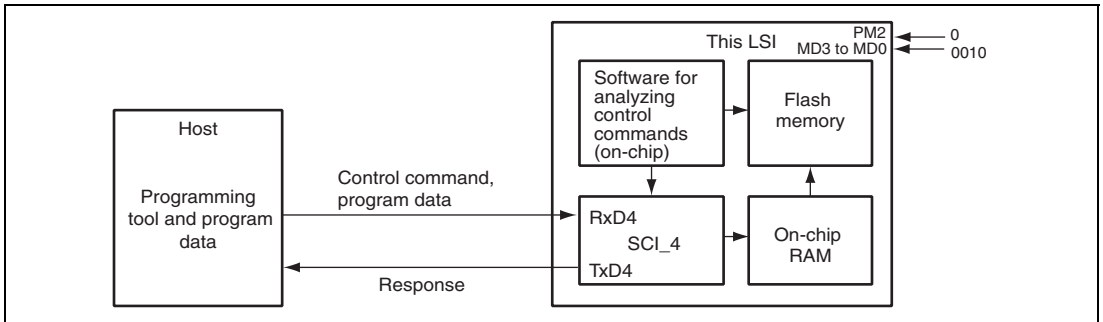 Host
Programming
tool and program
data
Control command,
program data
Response
This LSI
PM2
0
MD3 to MD0
0010
Software for
analyzing
control
commands
(on-chip)
Flash
memory
RxD4
SCI_4
TxD4
On-chip
RAM